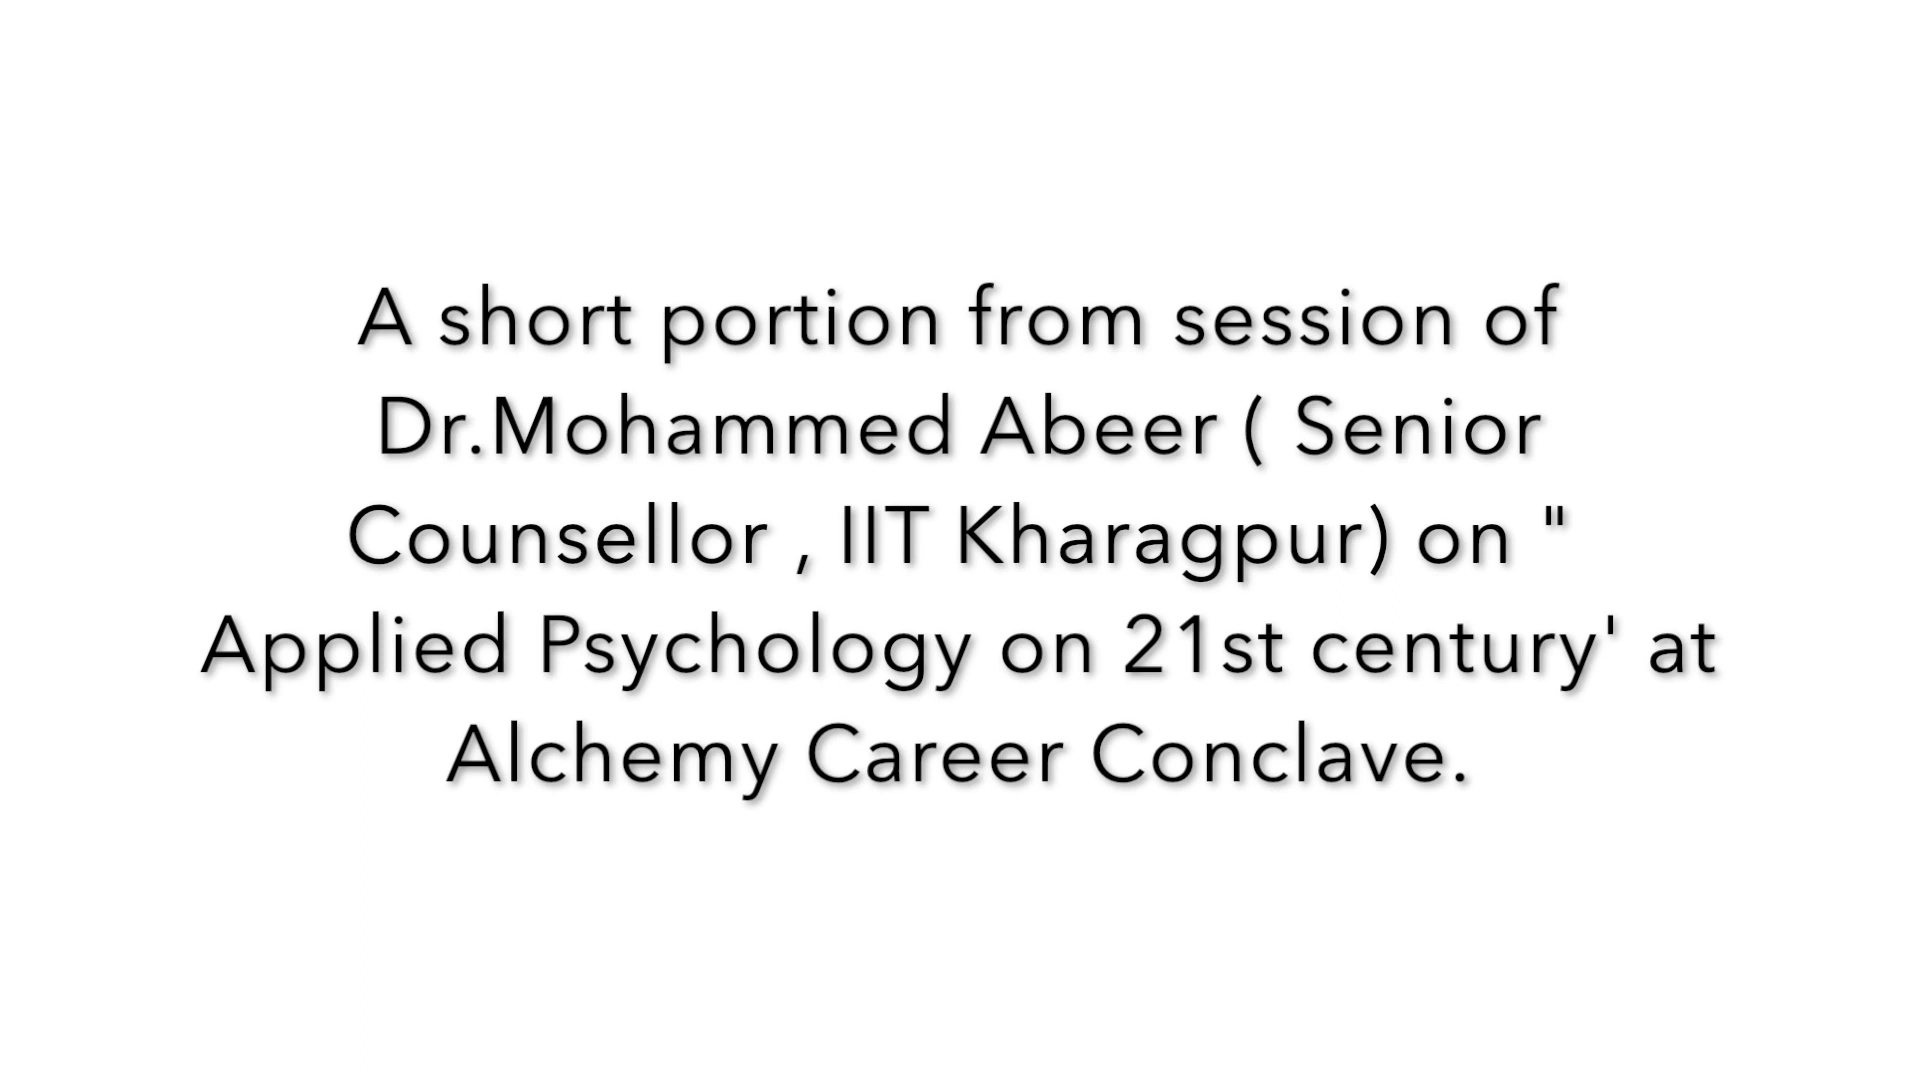 A short portion from session of
Dr.Mohammed Abeer ( Senior
Counsellor , IIT Kharagpur) on "
Applied Psychology on 21st century' at
Alchemy Career Conclave.